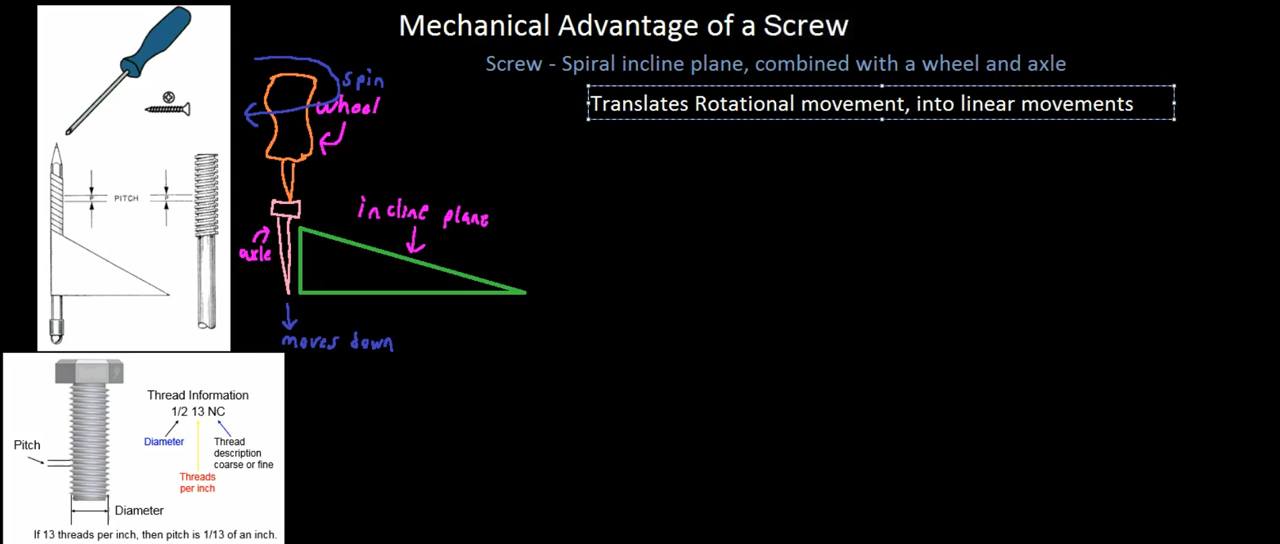 Mechanical Advantage of a Screw
Screw - Spiral incline plane, combined with a wheel and axle
Translates Rotational movement, into linear movements
spin
wheel
incline plane
axle
moves down
PITCH
Thread Information
1/2 13 NC
Diameter
Thread
description
coarse or fine
Threads
per inch
Pitch
Diameter
If 13 threads per inch, then pitch is 1/13 of an inch.